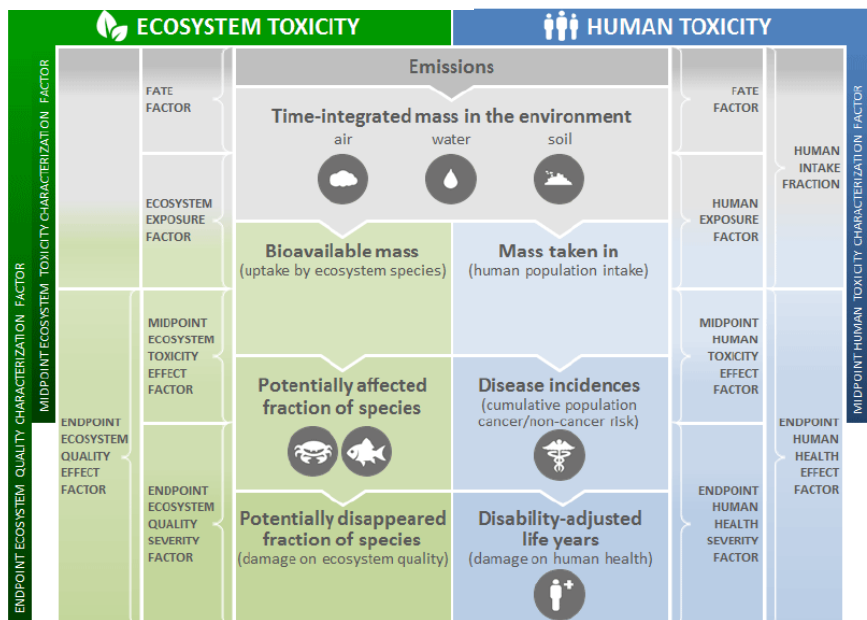 ECOSYSTEM TOXICITY
HUMAN TOXICITY
ENDPOINT ECOSYSTEM QUALITY CHARACTERIZATION FACTOR
MIDPOINT ECOSYSTEM TOXICITY CHARACTERIZATION FACTOR
FATE
FACTOR
ECOSYSTEM
EXPOSURE
FACTOR
MIDPOINT
ECOSYSTEM
TOXICITY
EFFECT
FACTOR
ENDPOINT
ECOSYSTEM
QUALITY
EFFECT
FACTOR
ENDPOINT
ECOSYSTEM
QUALITY
SEVERITY
FACTOR
Emissions
Time-integrated mass in the environment
air water soil
Bioavailable mass
(uptake by ecosystem species)
Mass taken in
(human population intake)
Potentially affected
fraction of species
Disease incidences
(cumulative population
cancer/non-cancer risk)
Potentially disappeared
fraction of species
(damage on ecosystem quality)
Disability-adjusted
life years
(damage on human health)
FATE
FACTOR
HUMAN
EXPOSURE
FACTOR
HUMAN
INTAKE
FRACTION
MIDPOINT
HUMAN
TOXICITY
EFFECT
FACTOR
ENDPOINT
HUMAN
HEALTH
SEVERITY
FACTOR
ENDPOINT
HUMAN
HEALTH
EFFECT
FACTOR
MIDPOINT HUMAN TOXICITY CHARACTERIZATION FACTOR